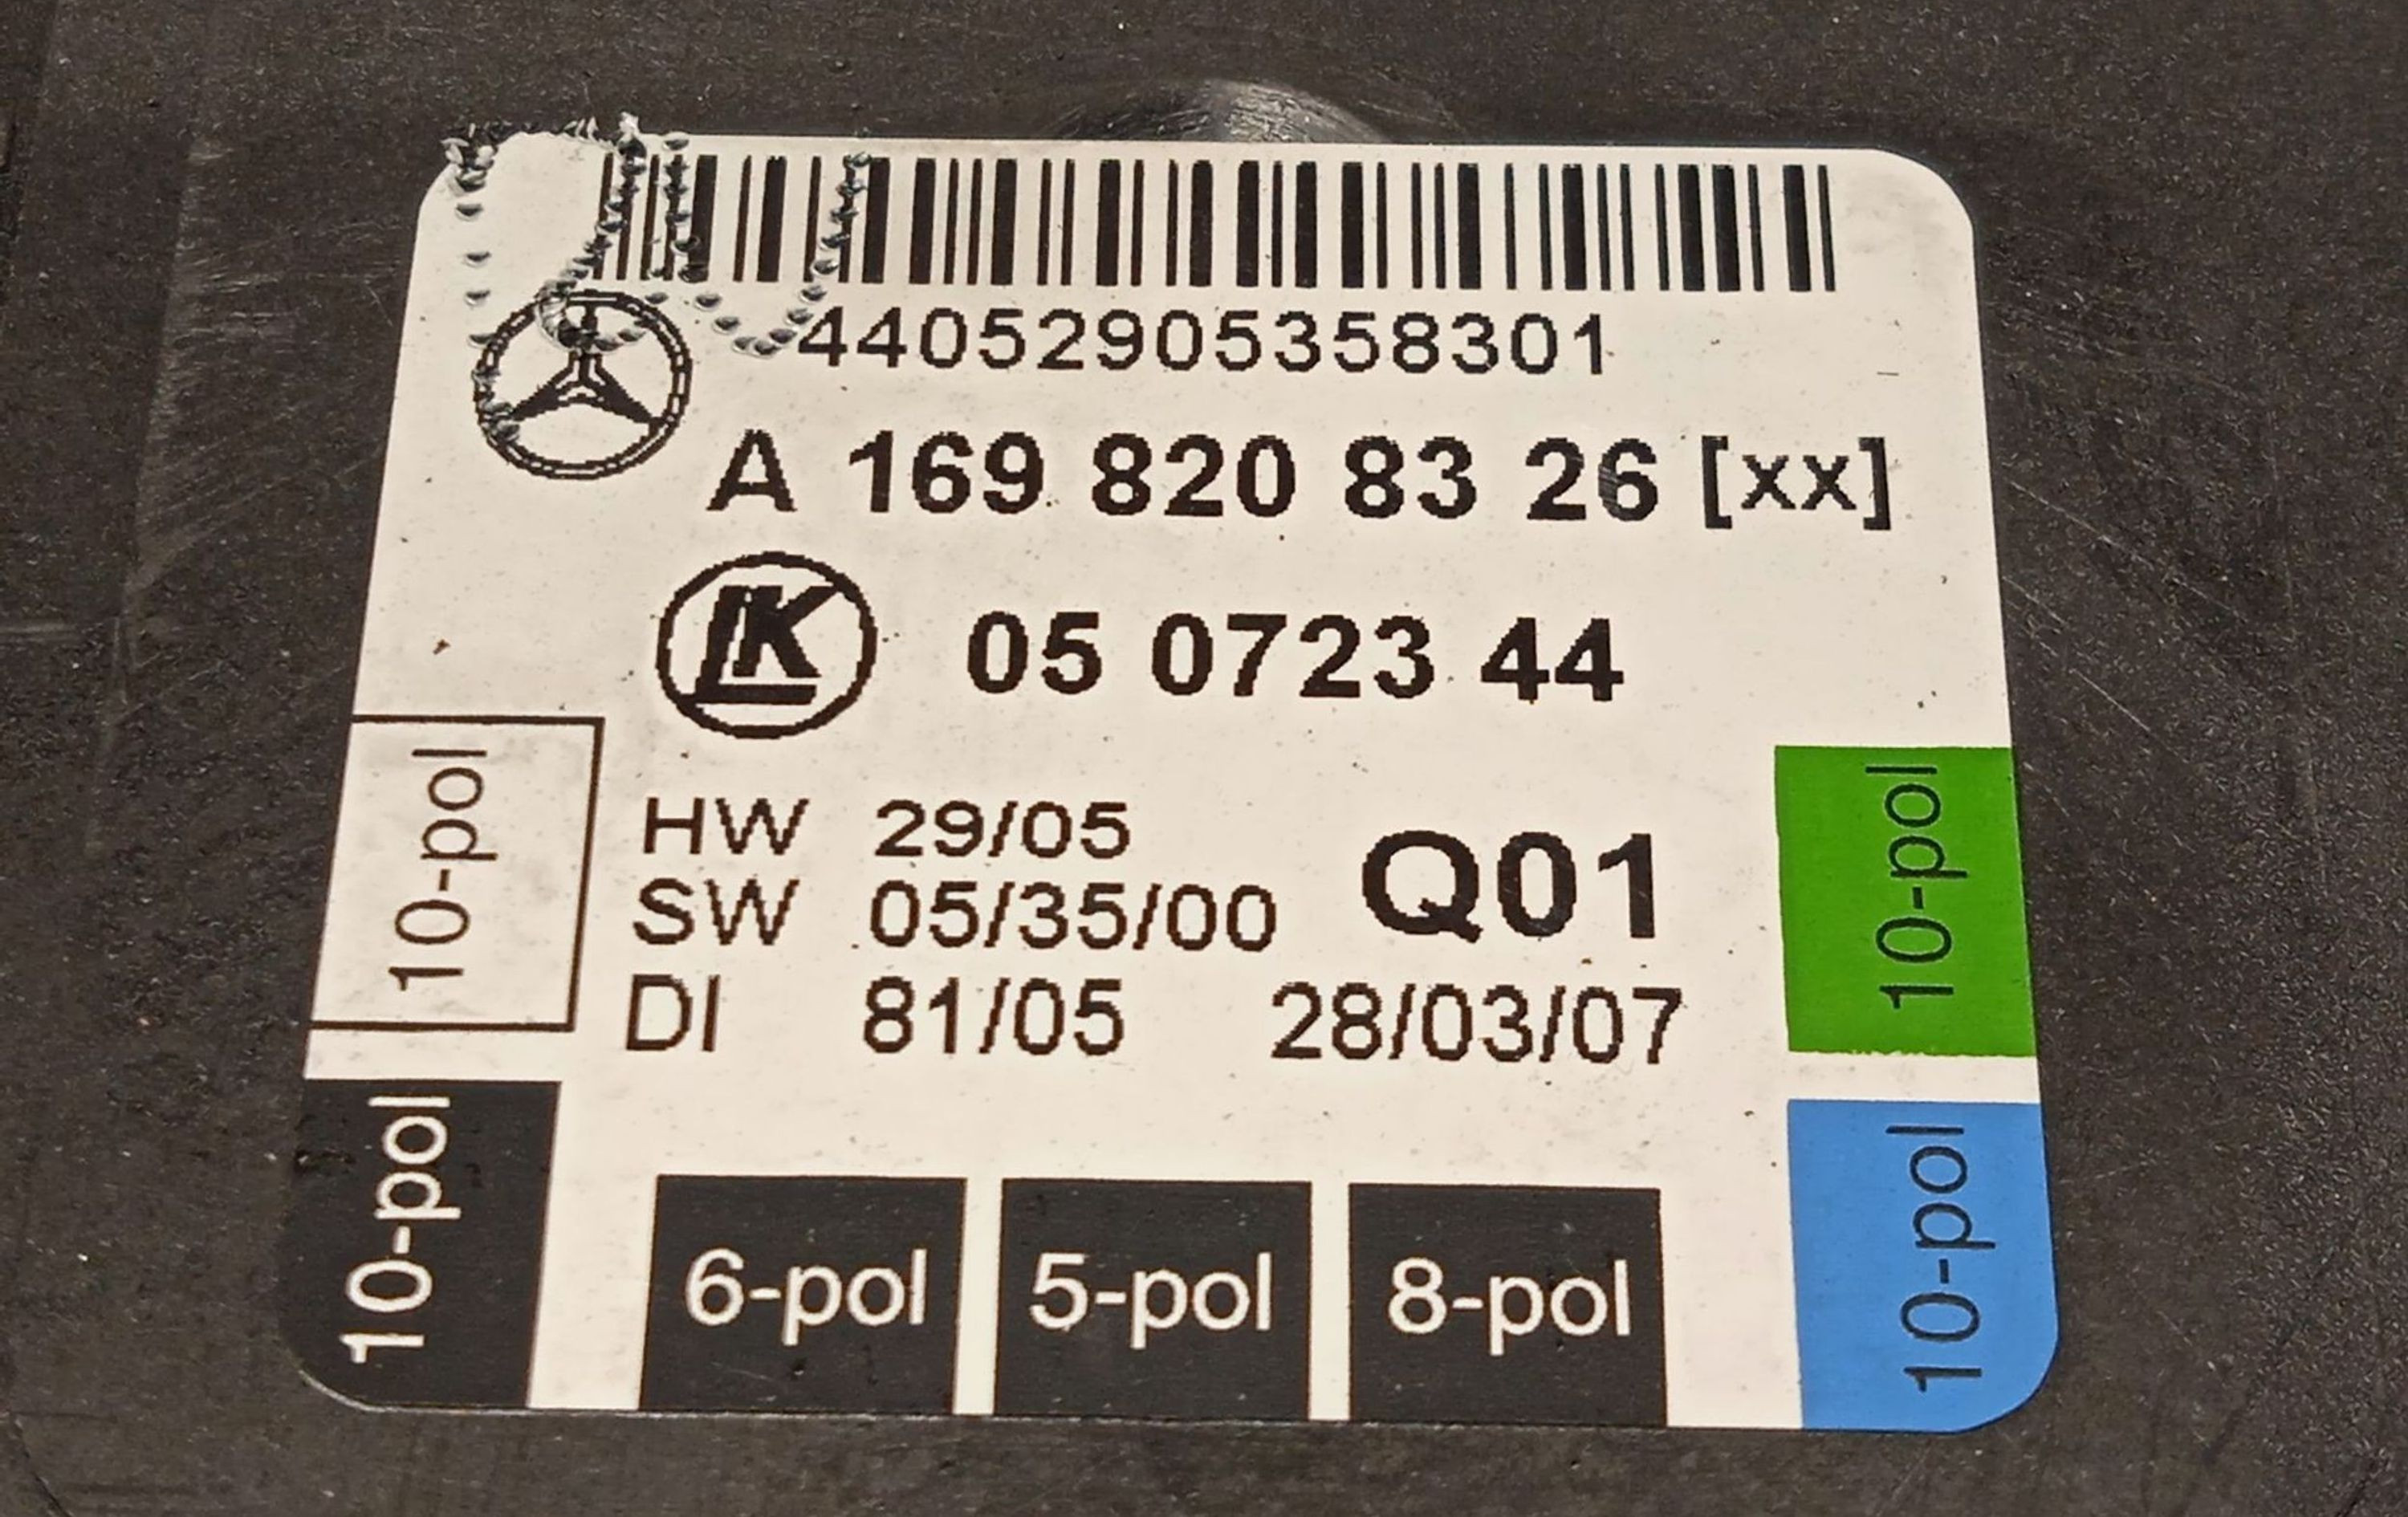 44052905358301
A 169 820 83 26 [xx]
LK 05 0723 44
10-pol
HW 29/05
SW 05/35/00 Q01
DI 81/05 28/03/07
10-pol
10-pol
6-pol 5-pol 8-pol
10-pol